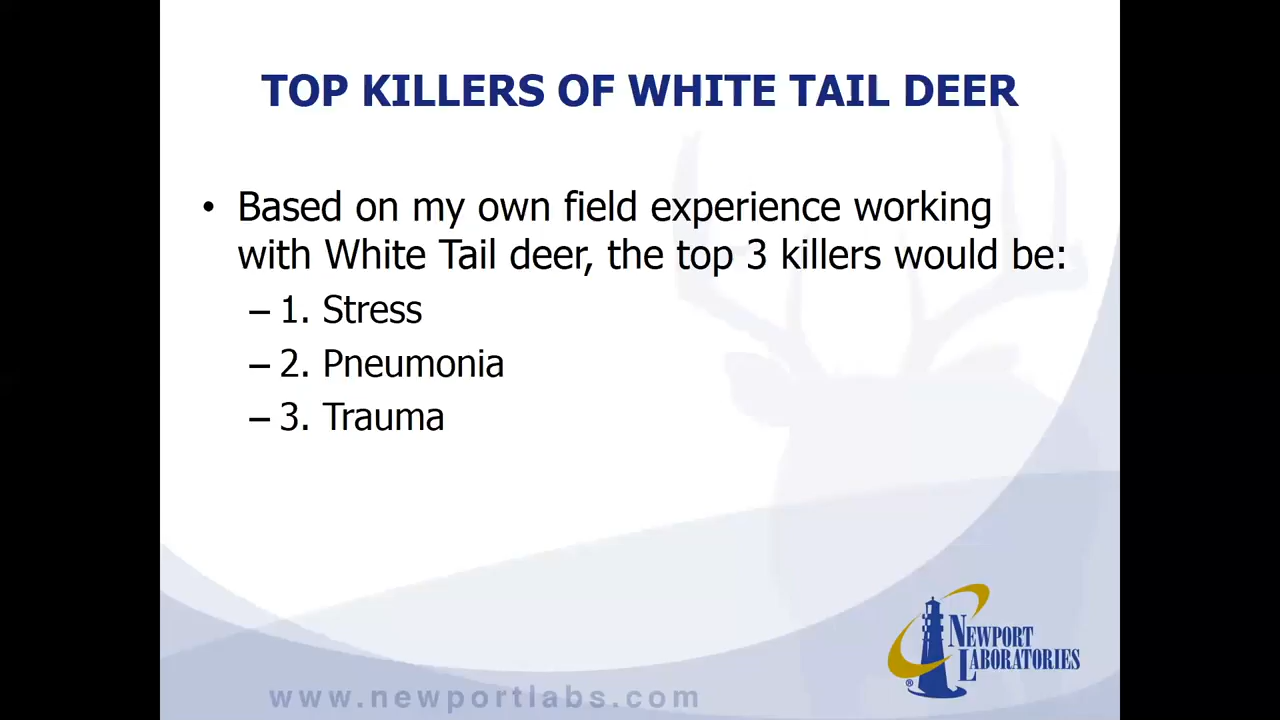 TOP KILLERS OF WHITE TAIL DEER
• Based on my own field experience working
with White Tail deer, the top 3 killers would be:
– 1. Stress
– 2. Pneumonia
– 3. Trauma
NEWPORT
LABORATORIES
®
www.newportlabs.com